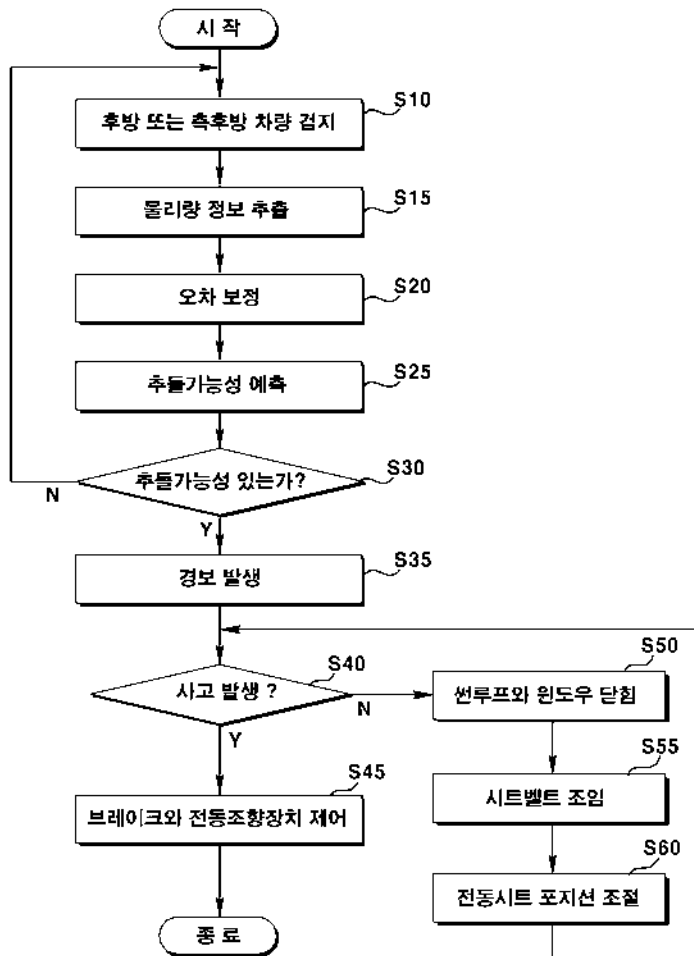 시작
S10
후방 또는 측후방 차량 검지
S15
물리량 정보 추출
S20
오차 보정
S25
추돌가능성 예측
S30
추돌가능성 있는가?
N
Y
S35
경보 발생
S40
사고 발생 ?
N
Y
S50
썬루프와 윈도우 닫힘
S45
브레이크와 전동조향장치 제어
S55
시트벨트 조임
S60
전동시트 포지션 조절
종료